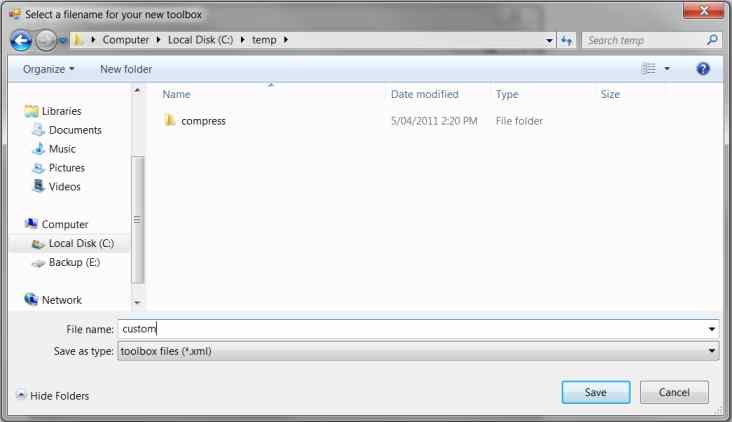 Select a filename for your new toolbox
Computer Local Disk (C:) temp Search temp
Organize New folder
Name Date modified Type Size
compress 5/04/2011 2:20 PM File folder
Libraries
Documents
Music
Pictures
Videos
Computer
Local Disk (C:)
Backup (E:)
Network
File name: custom
Save as type: toolbox files (*.xml)
Hide Folders Save Cancel